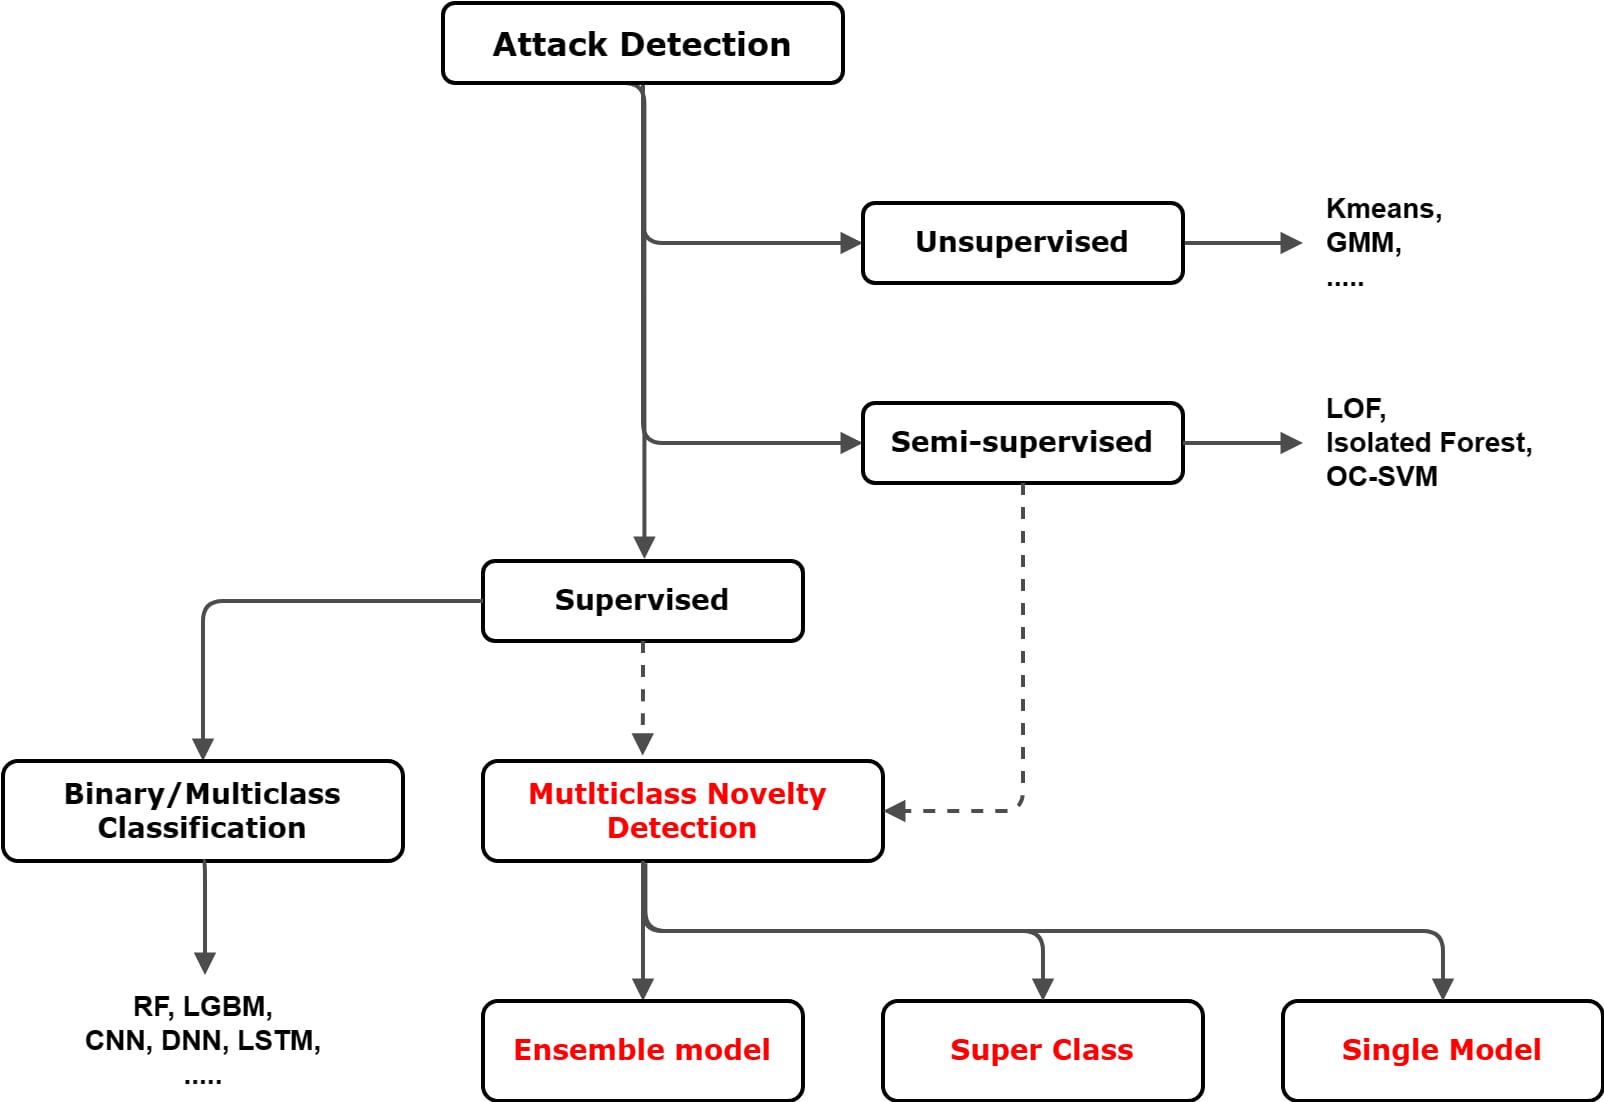 Attack Detection
Unsupervised
Kmeans,
GMM,
.....
Semi-supervised
LOF,
Isolated Forest,
OC-SVM
Supervised
Binary/Multiclass
Classification
Mutlticlass Novelty
Detection
RF, LGBM,
CNN, DNN, LSTM,
.....
Ensemble model
Super Class
Single Model